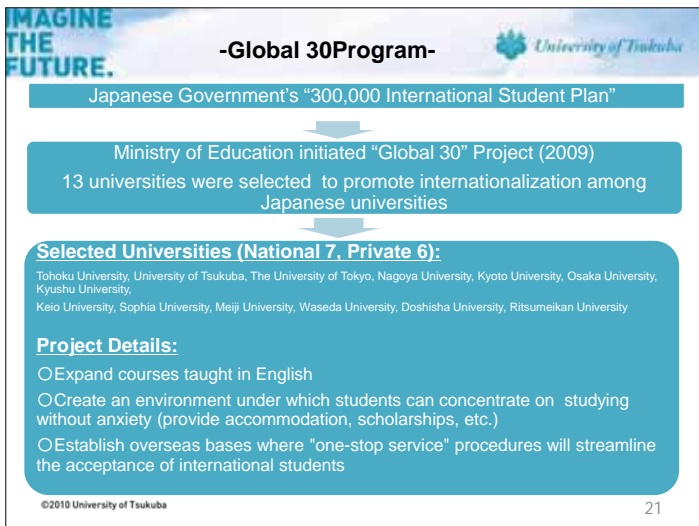 IMAGINE
THE
FUTURE.
-Global 30Program-
University of Tsukuba
Japanese Government's “300,000 International Student Plan”
Ministry of Education initiated “Global 30” Project (2009)
13 universities were selected to promote internationalization among
Japanese universities
Selected Universities (National 7, Private 6):
Tohoku University, University of Tsukuba, The University of Tokyo, Nagoya University, Kyoto University, Osaka University,
Kyushu University,
Keio University, Sophia University, Meiji University, Waseda University, Doshisha University, Ritsumeikan University
Project Details:
○Expand courses taught in English
○Create an environment under which students can concentrate on studying
without anxiety (provide accommodation, scholarships, etc.)
○Establish overseas bases where "one-stop service" procedures will streamline
the acceptance of international students
©2010 University of Tsukuba
21